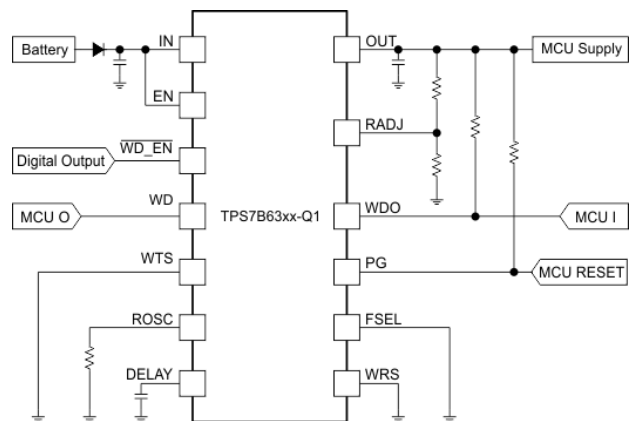 Battery
IN
OUT
MCU Supply
EN
RADJ
Digital Output
WD_EN
MCU O
WD
TPS7B63xx-Q1
WDO
MCU I
WTS
PG
MCU RESET
ROSC
FSEL
DELAY
WRS